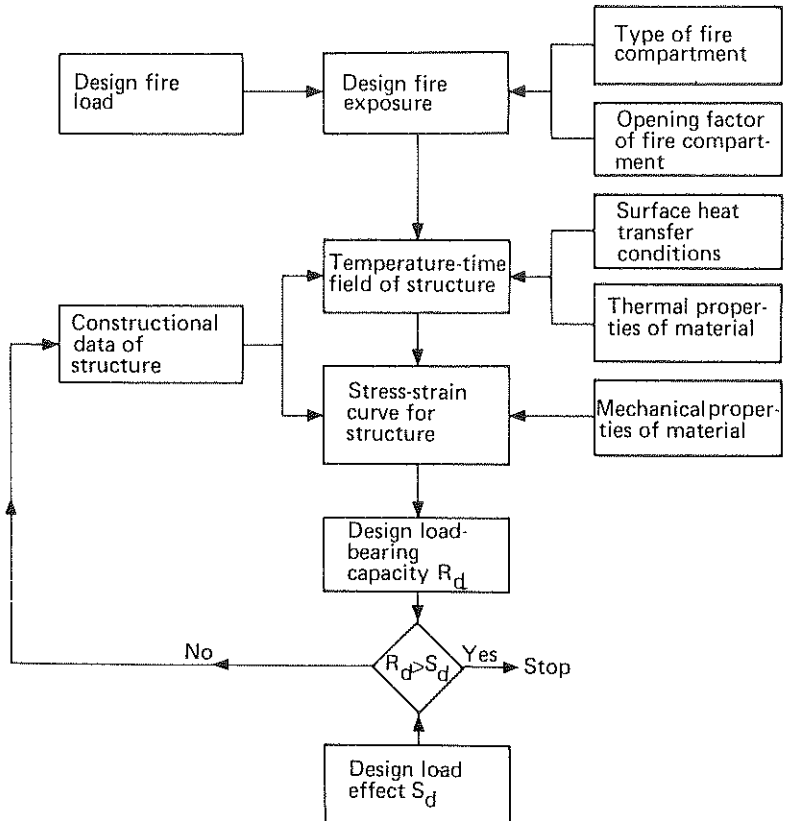 Design fire
load
Design fire
exposure
Type of fire
compartment
Opening factor
of fire compart-
ment
Surface heat
transfer
conditions
Temperature-time
field of structure
Thermal proper-
ties of material
Constructional
data of
structure
Stress-strain
curve for
structure
Mechanical proper-
ties of material
Design load-
bearing
capacity R_d
No
R_d>S_d
Yes
Stop
Design load
effect S_d